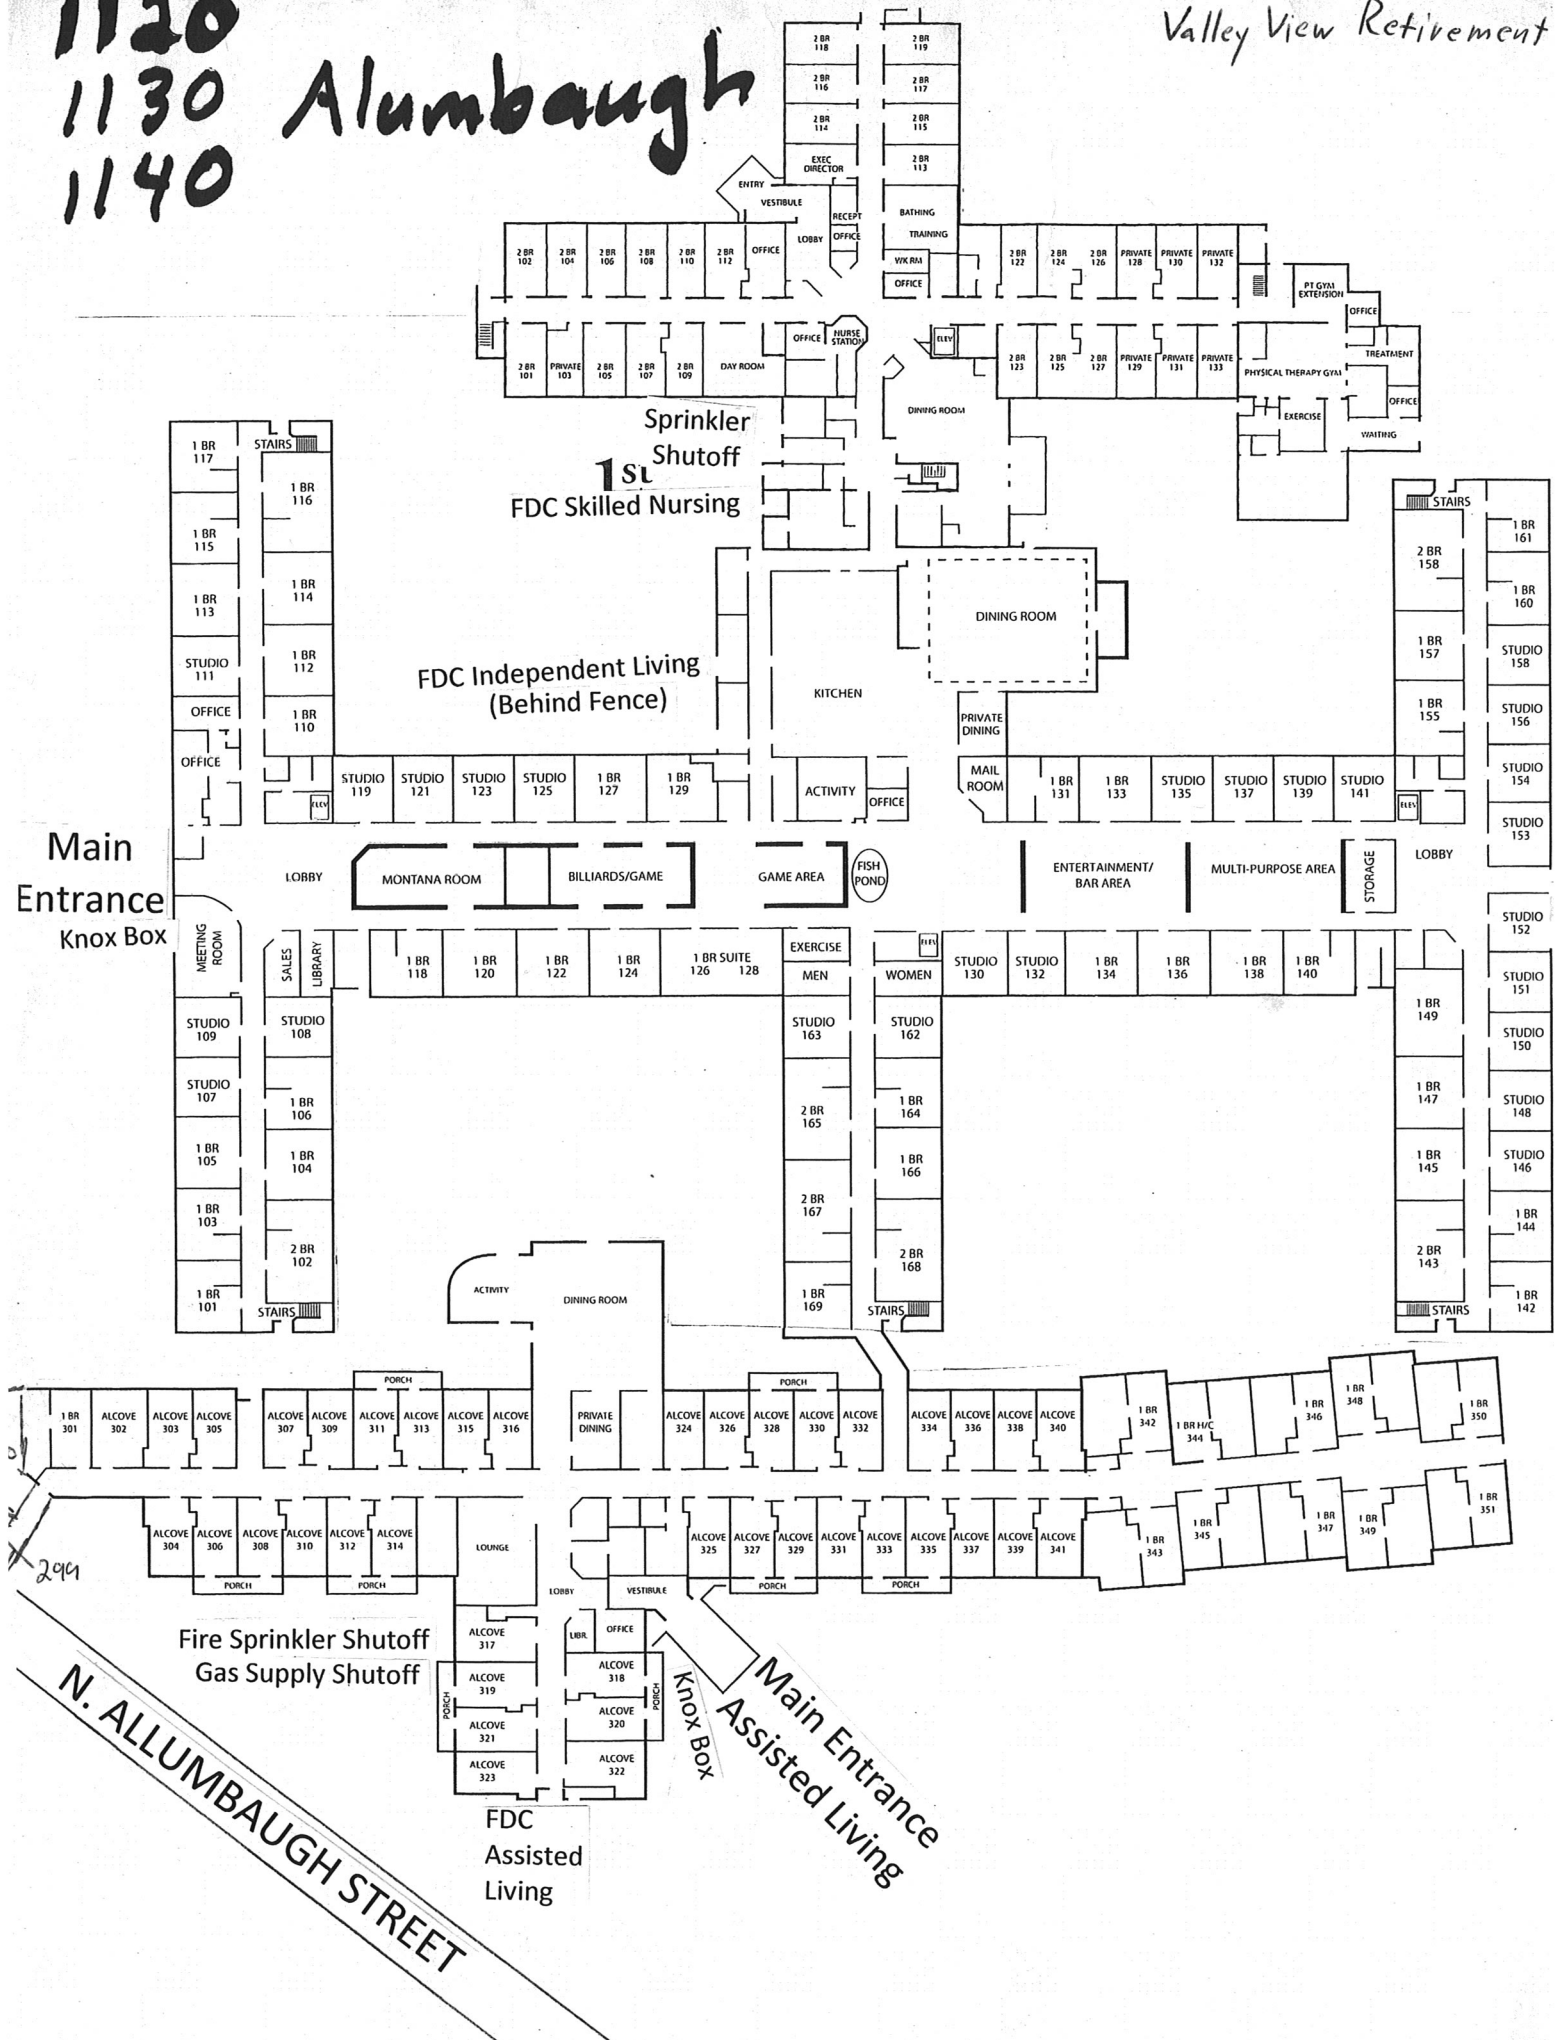 1120
1130 Alumbaugh
1140
Valley View Retirement
2 BR
118
2 BR
119
2 BR
116
2 BR
117
2 BR
114
2 BR
115
EXEC
DIRECTOR
2 BR
113
ENTRY
VESTIBULE
RECEPT
BATHING
LOBBY
OFFICE
TRAINING
WK RM
OFFICE
2 BR
102
2 BR
104
2 BR
106
2 BR
108
2 BR
110
2 BR
112
OFFICE
2 BR
122
2 BR
124
2 BR
126
PRIVATE
128
PRIVATE
130
PRIVATE
132
PT GYM
EXTENSION
OFFICE
2 BR
101
PRIVATE
103
2 BR
105
2 BR
107
2 BR
109
DAY ROOM
OFFICE
NURSE
STATION
ELEV
2 BR
123
2 BR
125
2 BR
127
PRIVATE
129
PRIVATE
131
PRIVATE
133
PHYSICAL THERAPY GYM
TREATMENT
OFFICE
EXERCISE
WAITING
DINING ROOM
Sprinkler
Shutoff
1st
FDC Skilled Nursing
1 BR
117
STAIRS
1 BR
116
1 BR
115
1 BR
114
1 BR
113
STUDIO
111
1 BR
112
OFFICE
1 BR
110
OFFICE
ELEV
FDC Independent Living
(Behind Fence)
DINING ROOM
KITCHEN
PRIVATE
DINING
MAIL
ROOM
ACTIVITY
OFFICE
STUDIO
119
STUDIO
121
STUDIO
123
STUDIO
125
1 BR
127
1 BR
129
1 BR
131
1 BR
133
STUDIO
135
STUDIO
137
STUDIO
139
STUDIO
141
ELEV
STAIRS
1 BR
161
2 BR
158
1 BR
160
1 BR
157
STUDIO
158
1 BR
155
STUDIO
156
STUDIO
154
STUDIO
153
Main
Entrance
Knox Box
LOBBY
MONTANA ROOM
BILLIARDS/GAME
GAME AREA
FISH
POND
ENTERTAINMENT/
BAR AREA
MULTI-PURPOSE AREA
STORAGE
LOBBY
MEETING
ROOM
SALES
LIBRARY
1 BR
118
1 BR
120
1 BR
122
1 BR
124
1 BR SUITE
126 128
EXERCISE
MEN
ELEV
WOMEN
STUDIO
130
STUDIO
132
1 BR
134
1 BR
136
1 BR
138
1 BR
140
STUDIO
152
STUDIO
151
1 BR
149
STUDIO
150
1 BR
147
STUDIO
148
1 BR
145
STUDIO
146
1 BR
144
2 BR
143
1 BR
142
STAIRS
STUDIO
109
STUDIO
108
STUDIO
107
1 BR
106
1 BR
105
1 BR
104
1 BR
103
2 BR
102
1 BR
101
STAIRS
STUDIO
163
STUDIO
162
2 BR
165
1 BR
164
1 BR
166
2 BR
167
2 BR
168
1 BR
169
STAIRS
ACTIVITY
DINING ROOM
PORCH
PORCH
1 BR
301
ALCOVE
302
ALCOVE
303
ALCOVE
305
ALCOVE
307
ALCOVE
309
ALCOVE
311
ALCOVE
313
ALCOVE
315
ALCOVE
316
PRIVATE
DINING
ALCOVE
324
ALCOVE
326
ALCOVE
328
ALCOVE
330
ALCOVE
332
ALCOVE
334
ALCOVE
336
ALCOVE
338
ALCOVE
340
1 BR
342
1 BR H/C
344
1 BR
346
1 BR
348
1 BR
350
299
ALCOVE
304
ALCOVE
306
ALCOVE
308
ALCOVE
310
ALCOVE
312
ALCOVE
314
LOUNGE
ALCOVE
325
ALCOVE
327
ALCOVE
329
ALCOVE
331
ALCOVE
333
ALCOVE
335
ALCOVE
337
ALCOVE
339
ALCOVE
341
1 BR
343
1 BR
345
1 BR
347
1 BR
349
1 BR
351
PORCH
PORCH
LOBBY
VESTIBULE
PORCH
PORCH
Fire Sprinkler Shutoff
Gas Supply Shutoff
ALCOVE
317
LIBR.
OFFICE
ALCOVE
319
ALCOVE
318
PORCH
PORCH
ALCOVE
321
ALCOVE
320
ALCOVE
323
ALCOVE
322
Knox Box
Main Entrance
Assisted Living
FDC
Assisted
Living
N. ALLUMBAUGH STREET